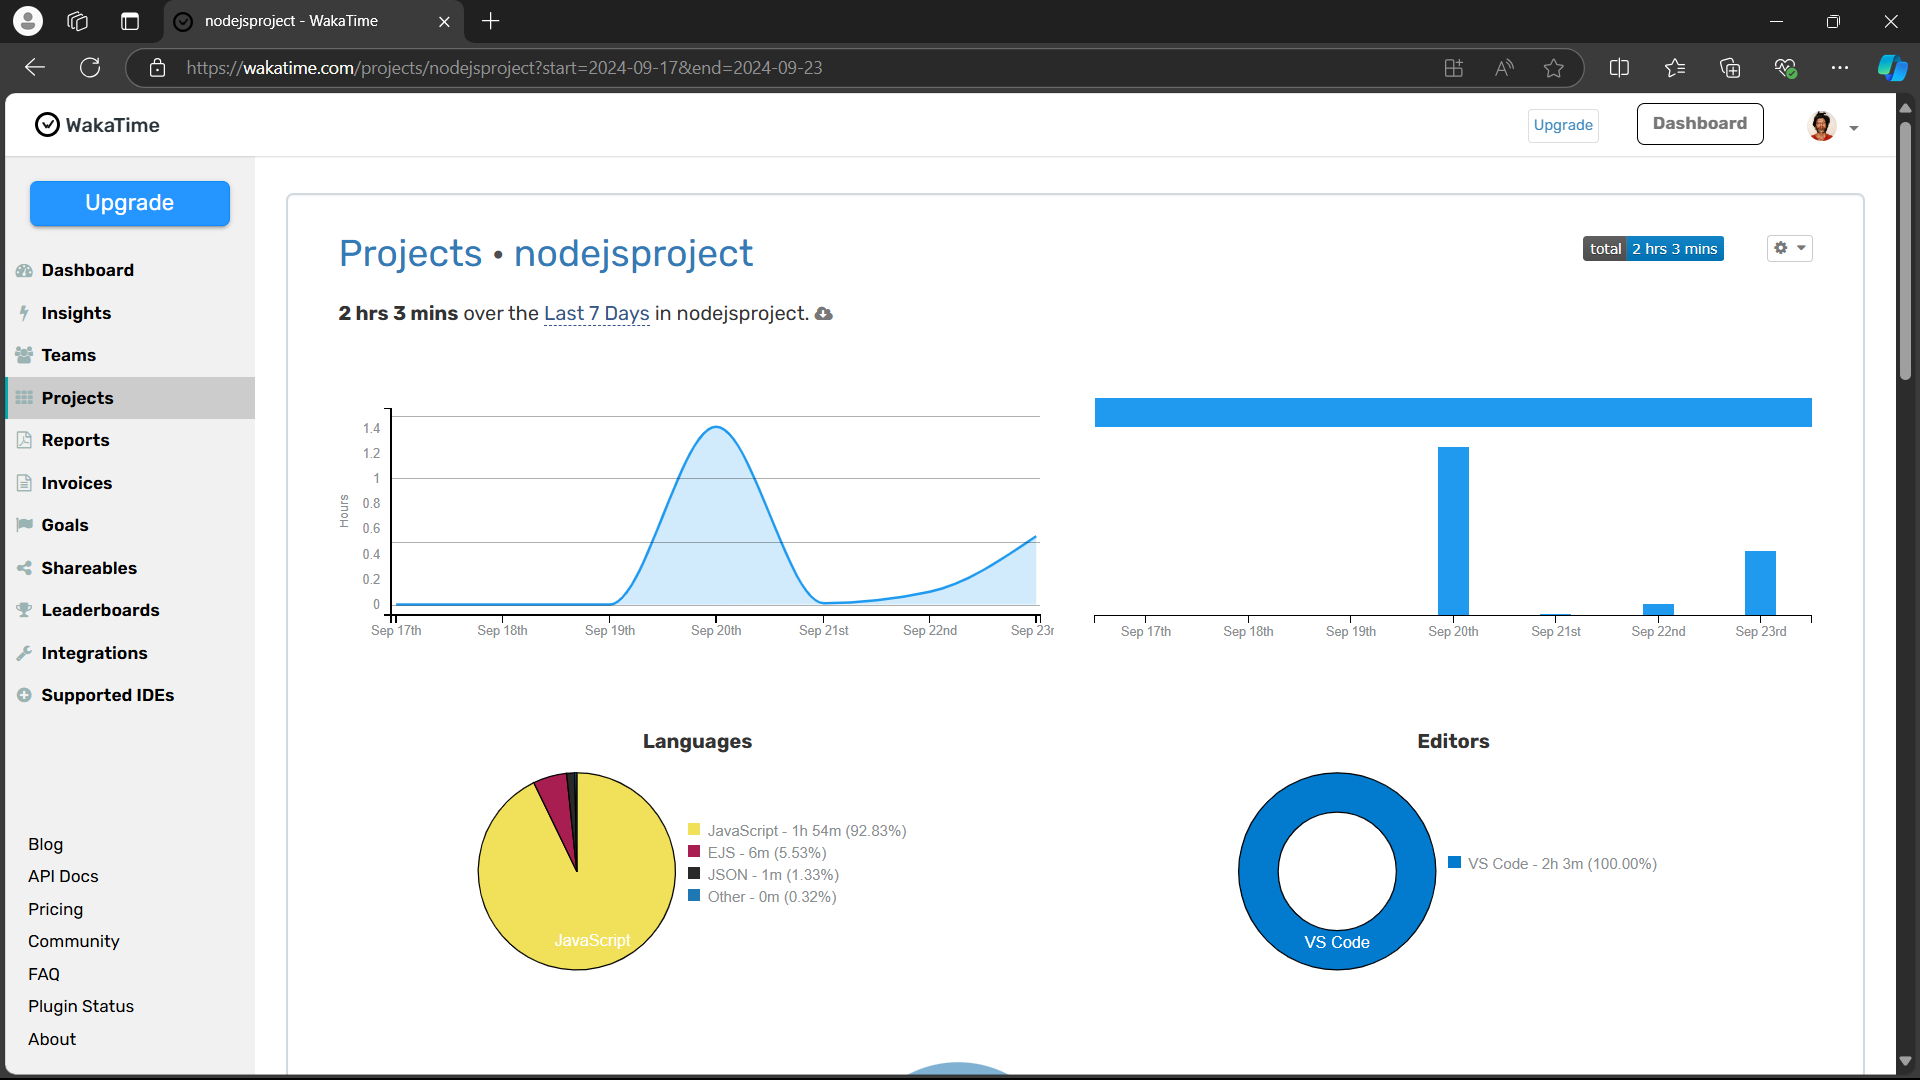 nodejsproject - WakaTime
https://wakatime.com/projects/nodejsproject?start=2024-09-17&end=2024-09-23
WakaTime
Upgrade
Dashboard
Upgrade
Dashboard
Insights
Teams
Projects
Reports
Invoices
Goals
Shareables
Leaderboards
Integrations
Supported IDEs
Blog
API Docs
Pricing
Community
FAQ
Plugin Status
About
Projects • nodejsproject
total 2 hrs 3 mins
2 hrs 3 mins over the Last 7 Days in nodejsproject.
Hours
1.4
1.2
1
0.8
0.6
0.4
0.2
0
Sep 17th Sep 18th Sep 19th Sep 20th Sep 21st Sep 22nd Sep 23r
Sep 17th Sep 18th Sep 19th Sep 20th Sep 21st Sep 22nd Sep 23rd
Languages
JavaScript
JavaScript - 1h 54m (92.83%)
EJS - 6m (5.53%)
JSON - 1m (1.33%)
Other - 0m (0.32%)
Editors
VS Code
VS Code - 2h 3m (100.00%)